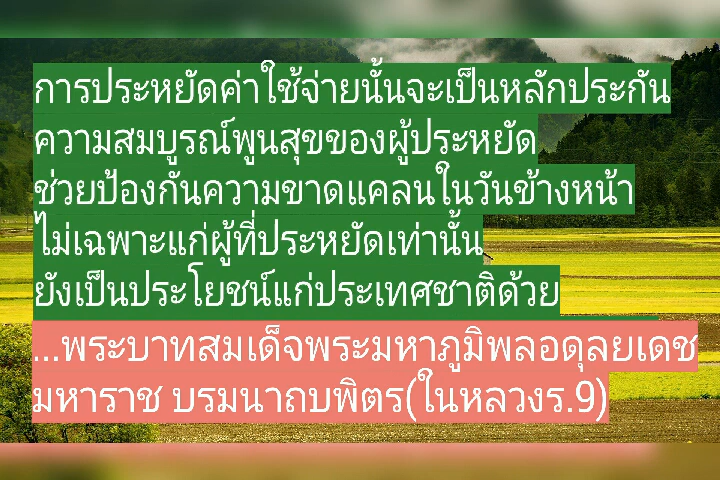 การประหยัดค่าใช้จ่ายนั้นจะเป็นหลักประกัน
ความสมบูรณ์พูนสุขของผู้ประหยัด
ช่วยป้องกันความขาดแคลนในวันข้างหน้า
ไม่เฉพาะแก่ผู้ที่ประหยัดเท่านั้น
ยังเป็นประโยชน์แก่ประเทศชาติด้วย
...พระบาทสมเด็จพระมหาภูมิพลอดุลยเดช
มหาราช บรมนาถบพิตร(ในหลวงร.9)